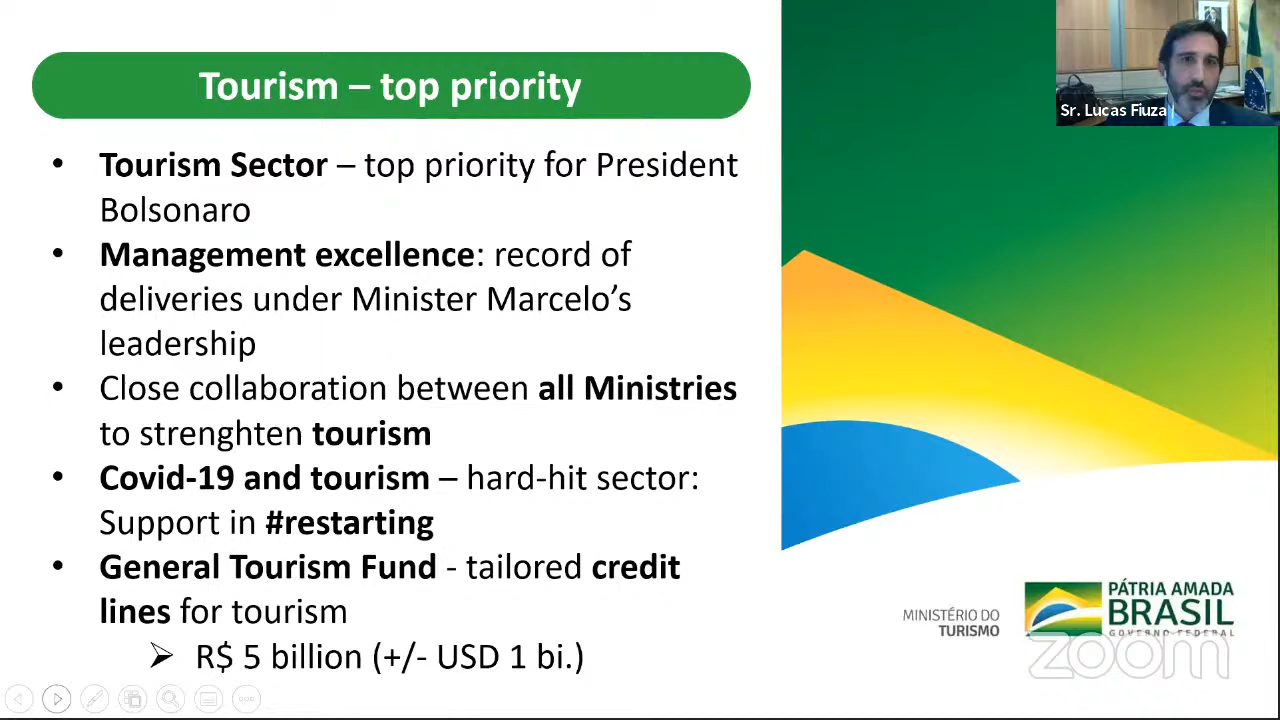 Tourism – top priority
• Tourism Sector – top priority for President
Bolsonaro
• Management excellence: record of
deliveries under Minister Marcelo’s
leadership
• Close collaboration between all Ministries
to strenghten tourism
• Covid-19 and tourism – hard-hit sector:
Support in #restarting
• General Tourism Fund - tailored credit
lines for tourism
➢ R$ 5 billion (+/- USD 1 bi.)
Sr. Lucas Fiuza
MINISTÉRIO DO
TURISMO
PÁTRIA AMADA
BRASIL
GOVERNO FEDERAL
zoom